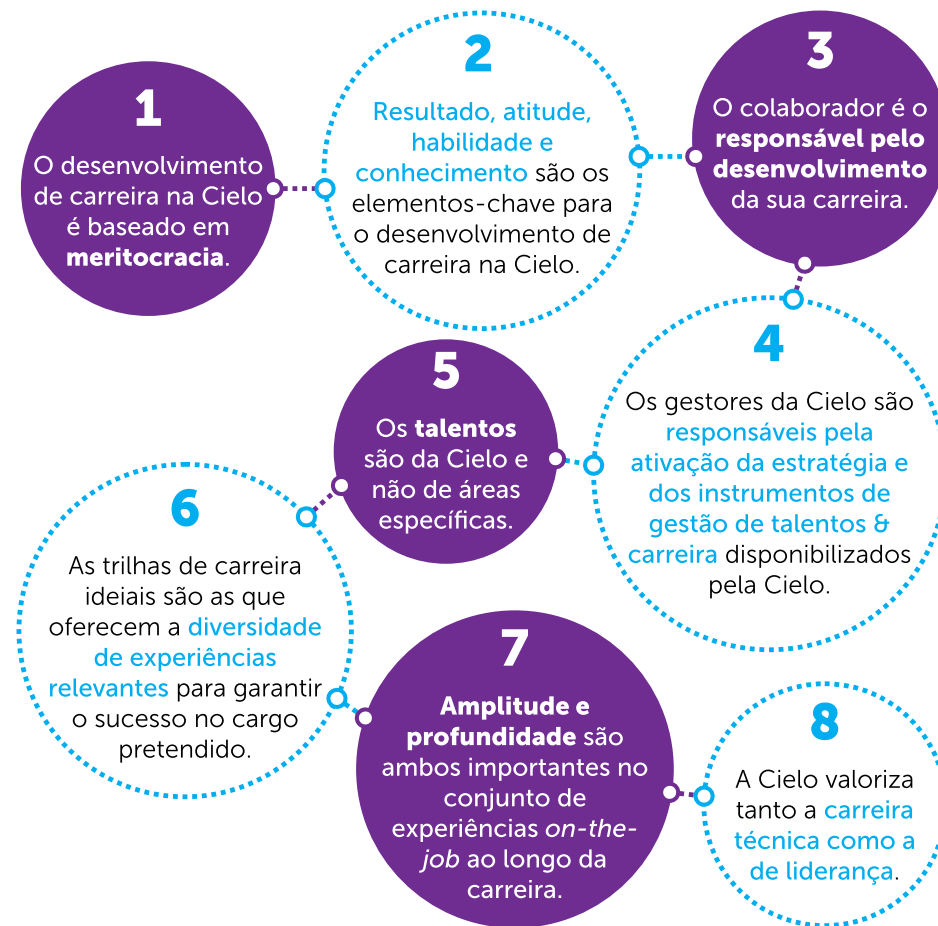 1
O desenvolvimento
de carreira na Cielo
é baseado em
meritocracia.
2
Resultado, atitude,
habilidade e
conhecimento são os
elementos-chave para
o desenvolvimento de
carreira na Cielo.
3
O colaborador é o
responsável pelo
desenvolvimento
da sua carreira.
4
Os gestores da Cielo são
responsáveis pela
ativação da estratégia e
dos instrumentos de
gestão de talentos &
carreira disponibilizados
pela Cielo.
5
Os talentos
são da Cielo e
não de áreas
específicas.
6
As trilhas de carreira
ideiais são as que
oferecem a diversidade
de experiências
relevantes para garantir
o sucesso no cargo
pretendido.
7
Amplitude e
profundidade são
ambos importantes no
conjunto de
experiências on-the-
job ao longo da
carreira.
8
A Cielo valoriza
tanto a carreira
técnica como a
de liderança.